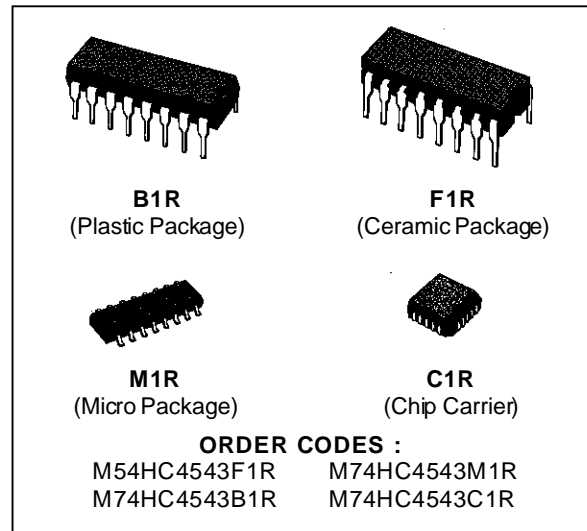 B1R F1R
(Plastic Package) (Ceramic Package)
M1R C1R
(Micro Package) (Chip Carrier)
ORDER CODES :
M54HC4543F1R M74HC4543M1R
M74HC4543B1R M74HC4543C1R